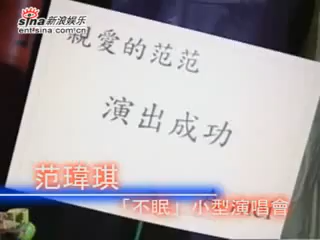 sina新浪娱乐
ent.sina.com.cn
親愛的范范
演出成功
范瑋琪
「不眠」小型演唱會